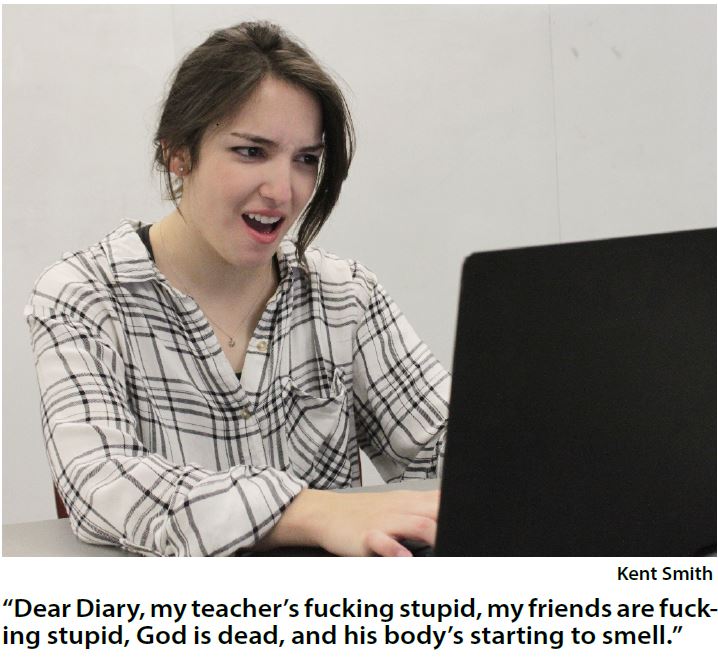 Kent Smith
“Dear Diary, my teacher’s fucking stupid, my friends are fuck-
ing stupid, God is dead, and his body’s starting to smell.”